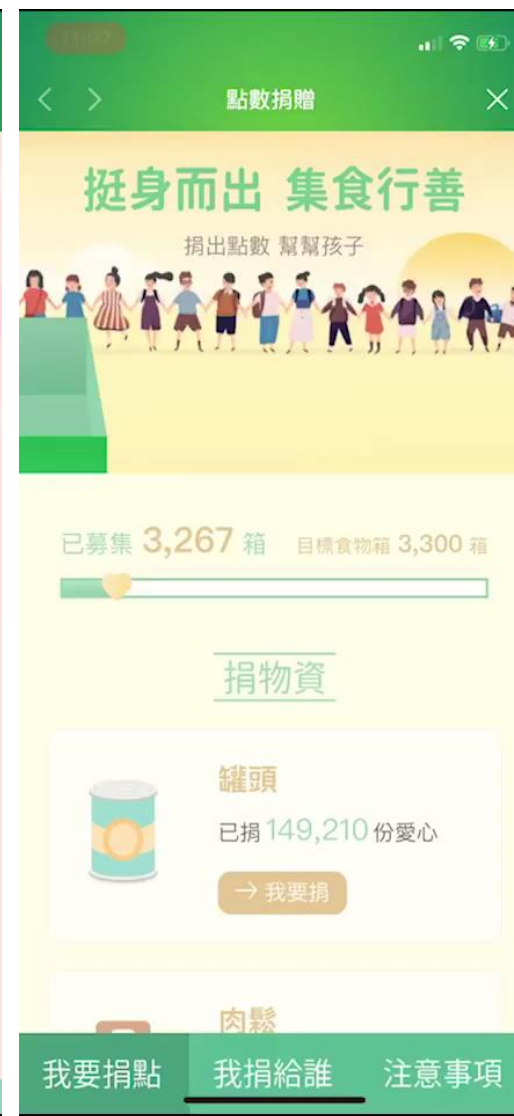 點數捐贈
挺身而出 集食行善
捐出點數 幫幫孩子
已募集 3,267 箱 目標食物箱 3,300 箱
捐物資
罐頭
已捐 149,210 份愛心
→ 我要捐
肉鬆
我要捐點 我捐給誰 注意事項